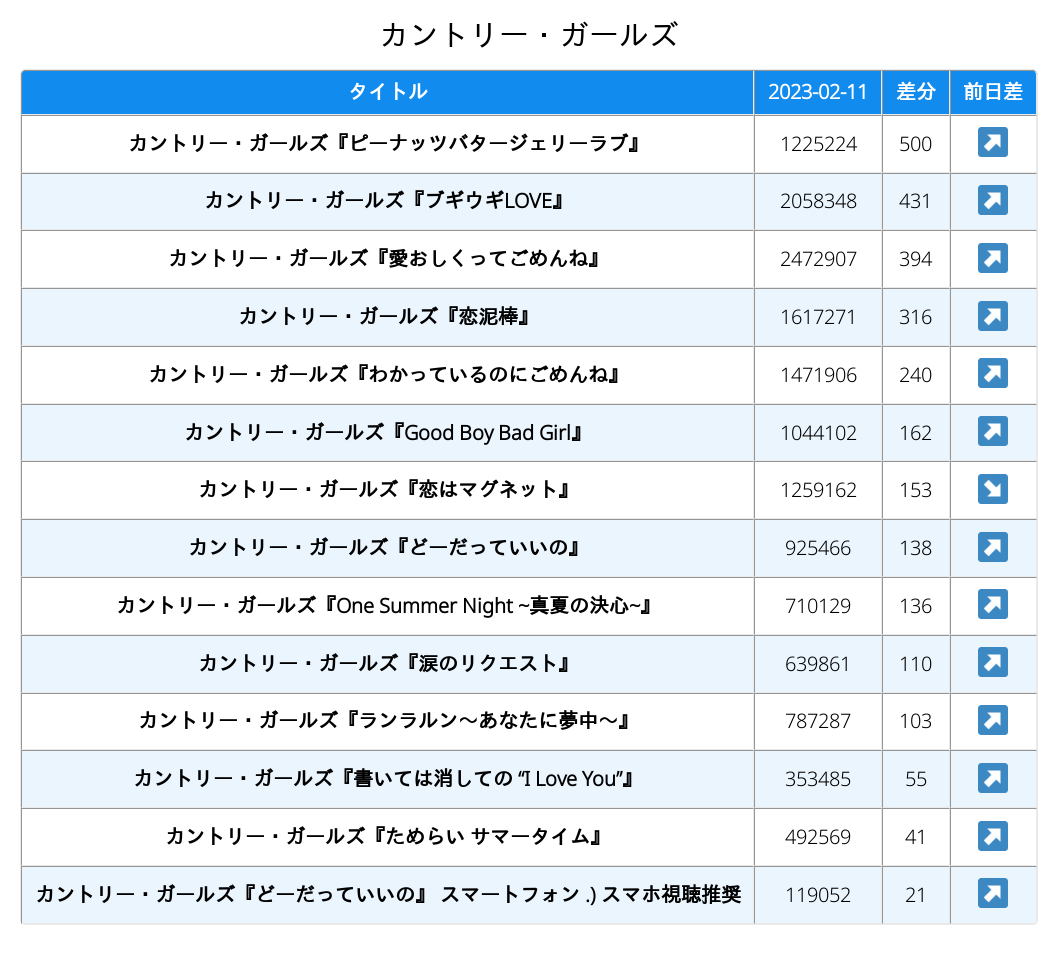 カントリー・ガールズ
タイトル 2023-02-11 差分 前日差
カントリー・ガールズ『ピーナッツバタージェリーラブ』 1225224 500
カントリー・ガールズ『ブギウギLOVE』 2058348 431
カントリー・ガールズ『愛おしくってごめんね』 2472907 394
カントリー・ガールズ『恋泥棒』 1617271 316
カントリー・ガールズ『わかっているのにごめんね』 1471906 240
カントリー・ガールズ『Good Boy Bad Girl』 1044102 162
カントリー・ガールズ『恋はマグネット』 1259162 153
カントリー・ガールズ『どーだっていいの』 925466 138
カントリー・ガールズ『One Summer Night ~真夏の決心~』 710129 136
カントリー・ガールズ『涙のリクエスト』 639861 110
カントリー・ガールズ『ランラルン～あなたに夢中～』 787287 103
カントリー・ガールズ『書いては消しての “I Love You”』 353485 55
カントリー・ガールズ『ためらい サマータイム』 492569 41
カントリー・ガールズ『どーだっていいの』 スマートフォン .) スマホ視聴推奨 119052 21